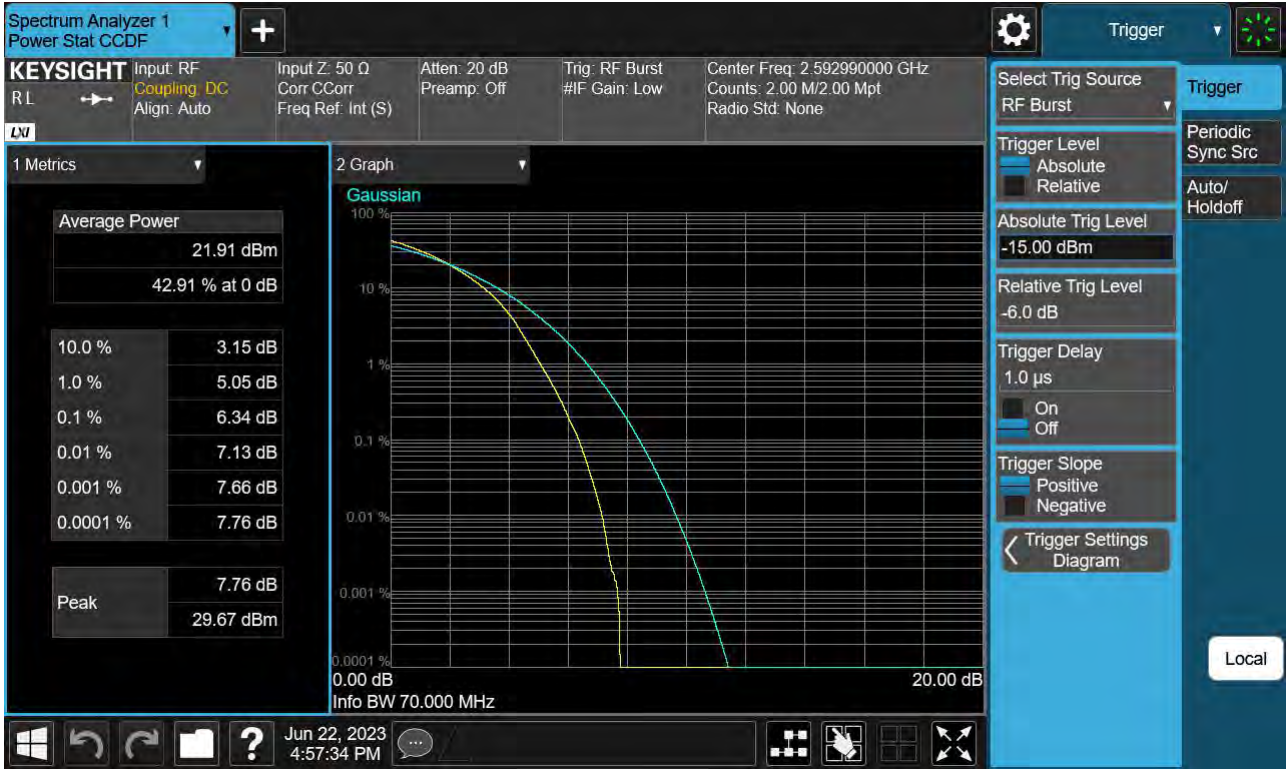 Spectrum Analyzer 1
Power Stat CCDF
+
Trigger
KEYSIGHT
R L
LXI
Input: RF
Coupling: DC
Align: Auto
Input Z: 50 Ω
Corr CCorr
Freq Ref: Int (S)
Atten: 20 dB
Preamp: Off
Trig: RF Burst
#IF Gain: Low
Center Freq: 2.592990000 GHz
Counts: 2.00 M/2.00 Mpt
Radio Std: None
1 Metrics
Average Power
21.91 dBm
42.91 % at 0 dB
10.0 % 3.15 dB
1.0 % 5.05 dB
0.1 % 6.34 dB
0.01 % 7.13 dB
0.001 % 7.66 dB
0.0001 % 7.76 dB
Peak
7.76 dB
29.67 dBm
2 Graph
Gaussian
100 %
10 %
1 %
0.1 %
0.01 %
0.001 %
0.0001 %
0.00 dB 20.00 dB
Info BW 70.000 MHz
Select Trig Source
RF Burst
Trigger Level
Absolute
Relative
Absolute Trig Level
-15.00 dBm
Relative Trig Level
-6.0 dB
Trigger Delay
1.0 µs
On
Off
Trigger Slope
Positive
Negative
Trigger Settings
Diagram
Trigger
Periodic
Sync Src
Auto/
Holdoff
Local
?
Jun 22, 2023
4:57:34 PM